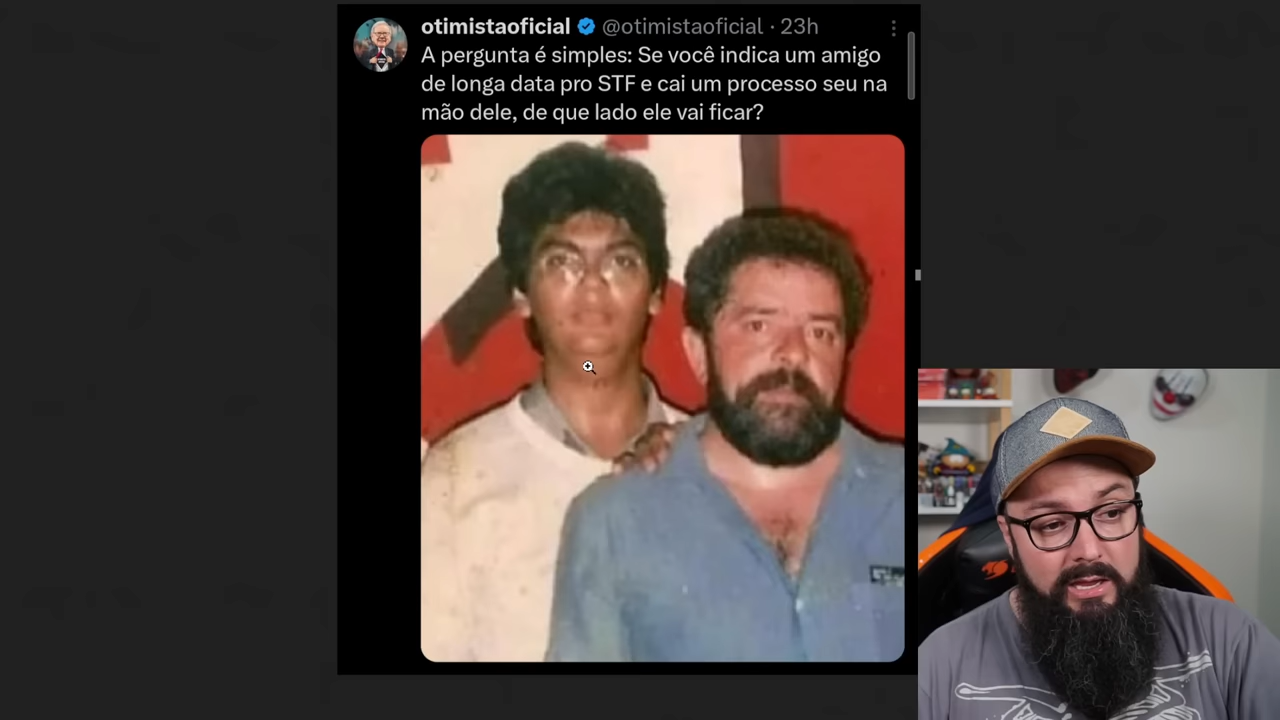 otimistaoficial @otimistaoficial · 23h
A pergunta é simples: Se você indica um amigo
de longa data pro STF e cai um processo seu na
mão dele, de que lado ele vai ficar?